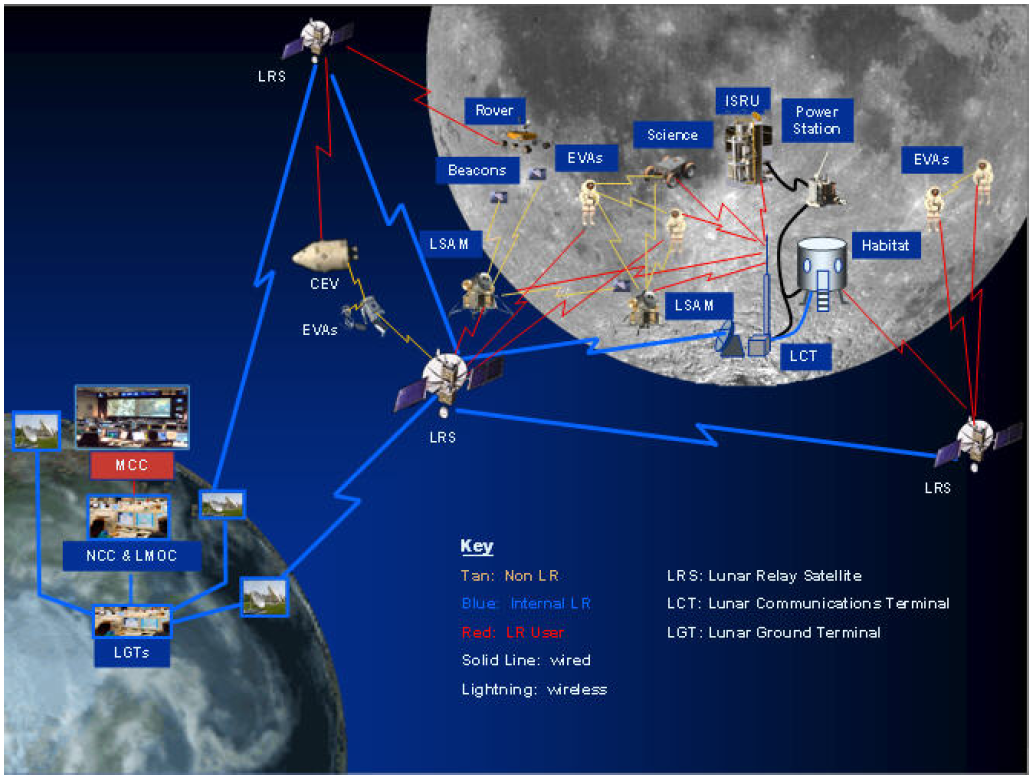 LRS
ISRU
Rover
Power
Station
Science
EVAs
EVAs
Beacons
LSAM
Habitat
CEV
LSAM
EVAs
LCT
LRS
MCC
LRS
NCC & LMOC
Key
Tan: Non LR
LRS: Lunar Relay Satellite
Blue: Internal LR
LCT: Lunar Communications Terminal
Red: LR User
LGT: Lunar Ground Terminal
LGTs
Solid Line: wired
Lightning: wireless